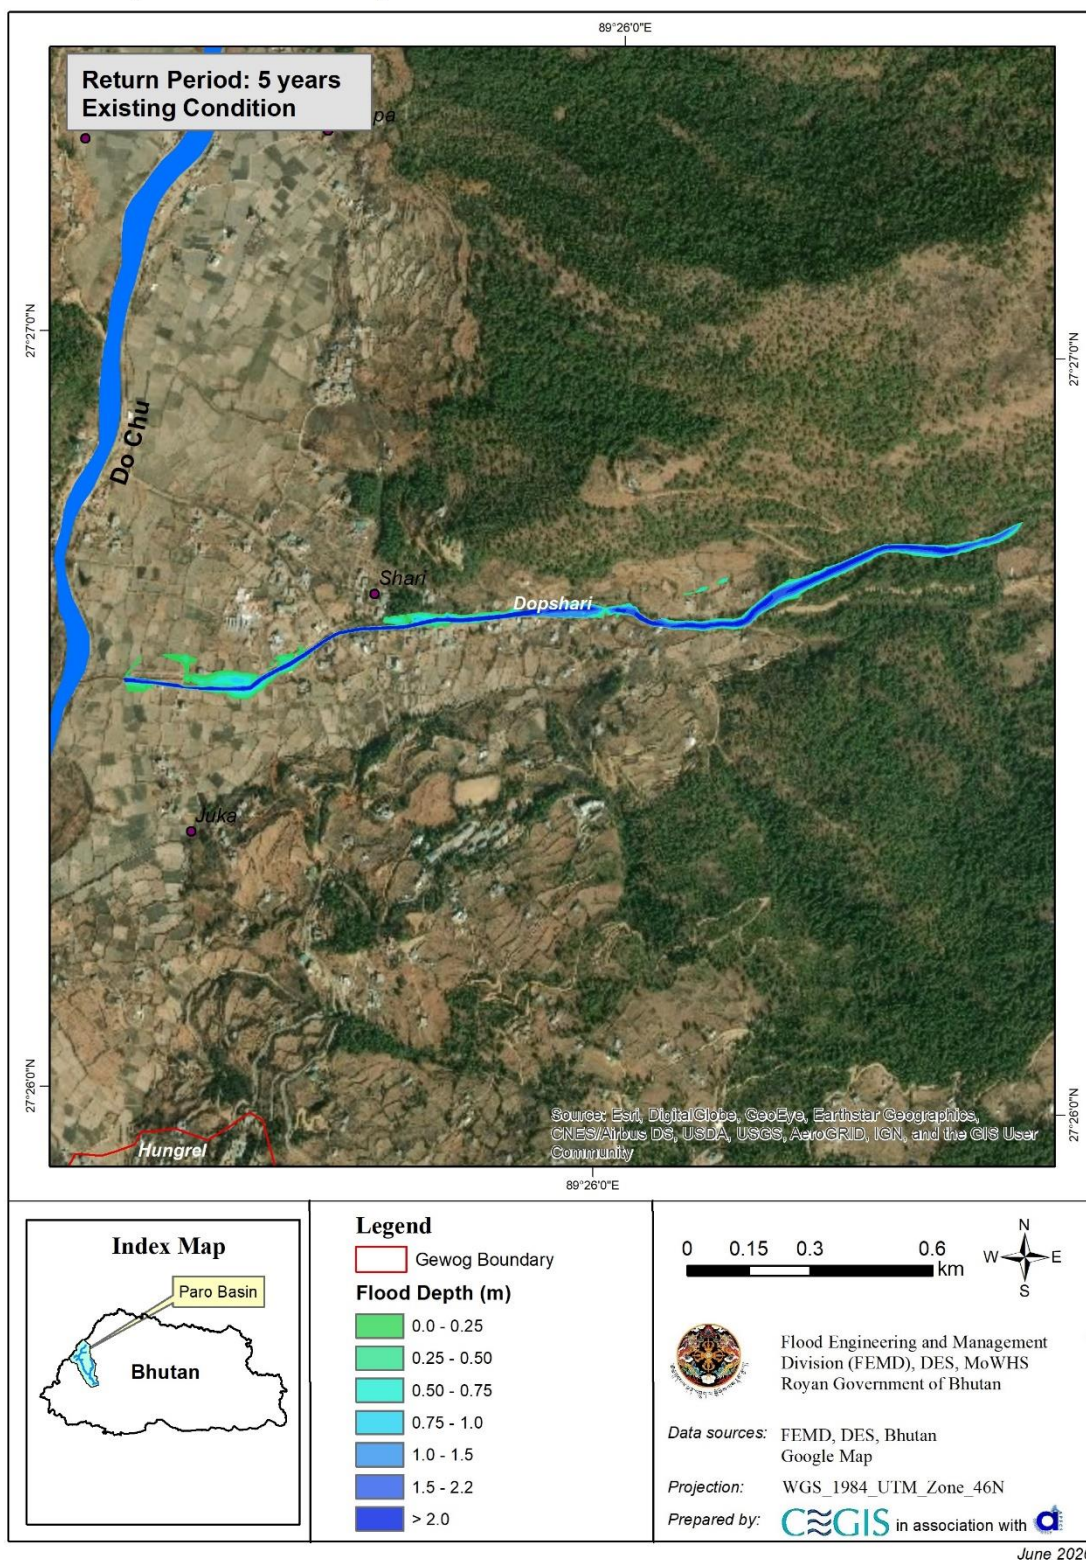 89°26'0"E
Return Period: 5 years
Existing Condition
pa
27°27'0"N
27°27'0"N
Do Chu
Shari
Dopshari
Juka
27°26'0"N
27°26'0"N
Source: Esri, DigitalGlobe, GeoEye, Earthstar Geographics,
CNES/Airbus DS, USDA, USGS, AeroGRID, IGN, and the GIS User
Community
Hungrel
89°26'0"E
Index Map
Paro Basin
Bhutan
Legend
Gewog Boundary
Flood Depth (m)
0.0 - 0.25
0.25 - 0.50
0.50 - 0.75
0.75 - 1.0
1.0 - 1.5
1.5 - 2.2
> 2.0
0 0.15 0.3 0.6
km
N
W E
S
Flood Engineering and Management
Division (FEMD), DES, MoWHS
Royan Government of Bhutan
Data sources: FEMD, DES, Bhutan
Google Map
Projection: WGS_1984_UTM_Zone_46N
Prepared by: CEGIS in association with
June 2020